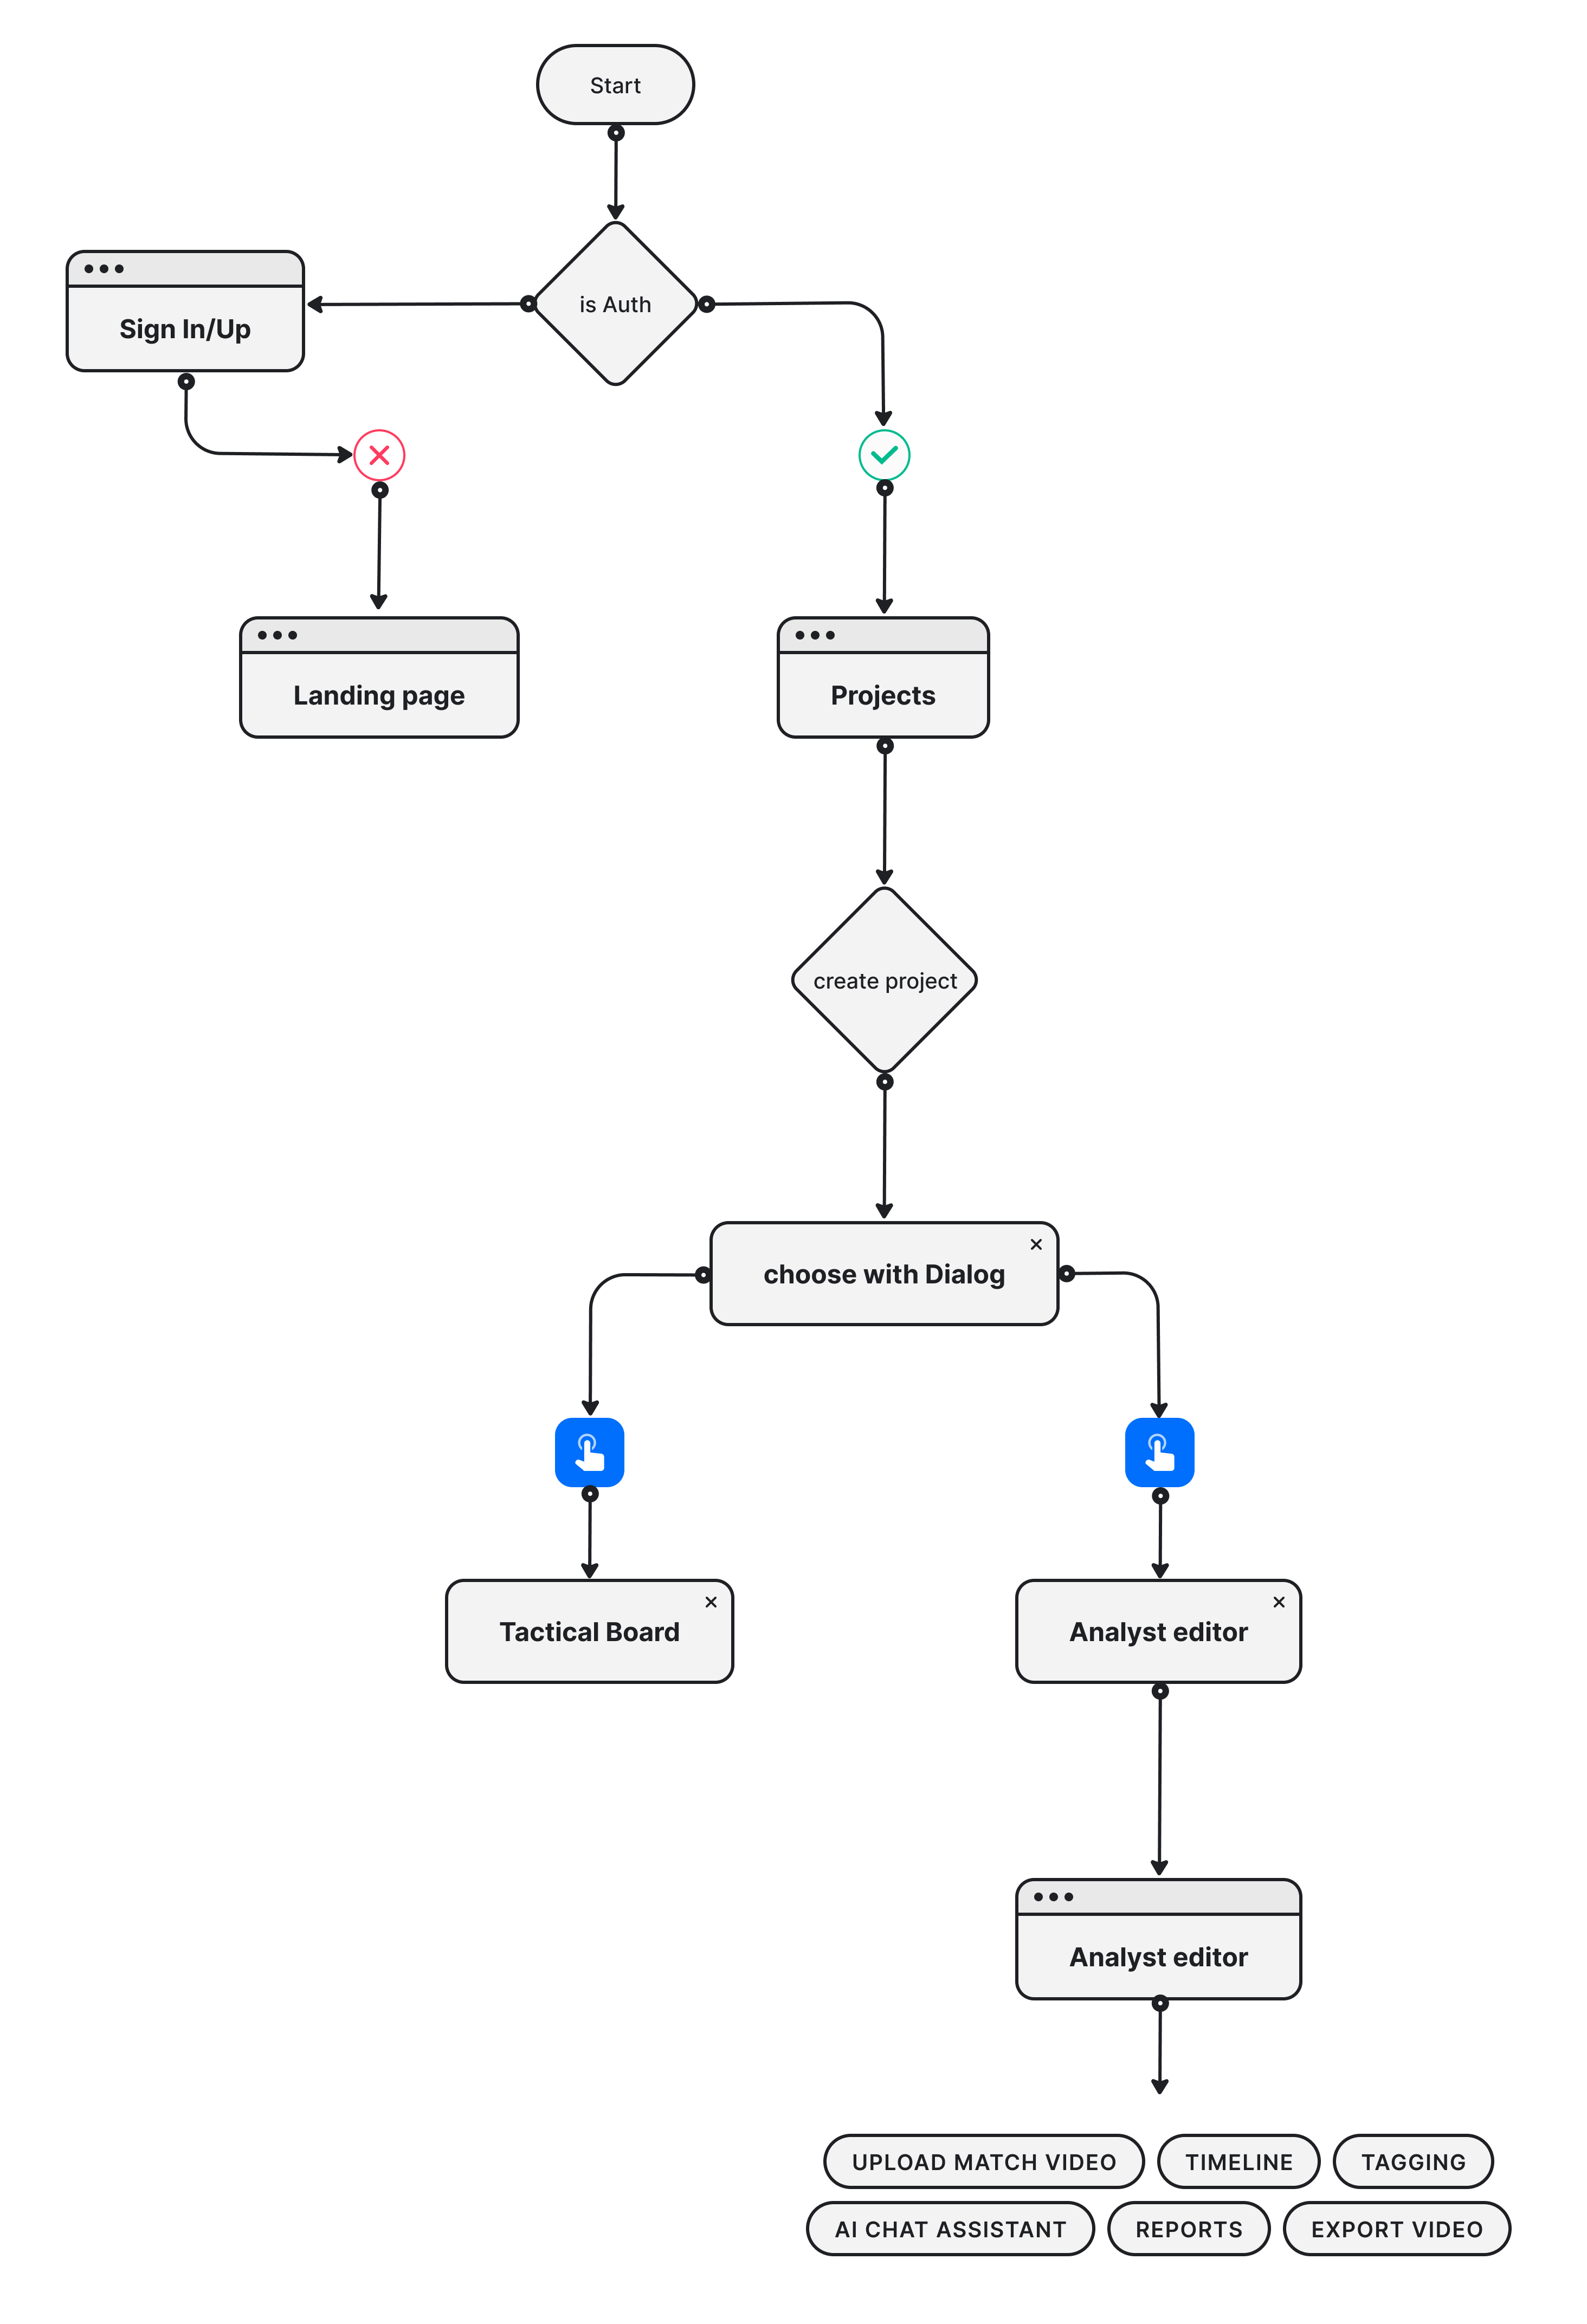 Start
is Auth
Sign In/Up
Landing page
Projects
create project
choose with Dialog
Tactical Board
Analyst editor
Analyst editor
UPLOAD MATCH VIDEO
TIMELINE
TAGGING
AI CHAT ASSISTANT
REPORTS
EXPORT VIDEO